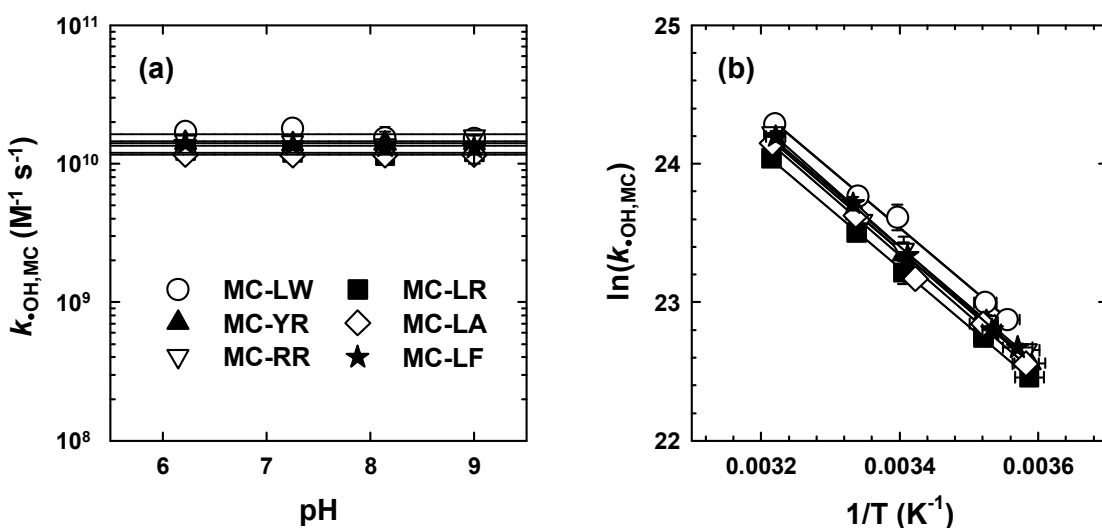 (a)
10¹¹
10¹⁰
10⁹
10⁸
k•OH,MC (M⁻¹ s⁻¹)
MC-LW MC-LR
MC-YR MC-LA
MC-RR MC-LF
6 7 8 9
pH
(b)
25
24
23
22
ln(k•OH,MC)
0.0032 0.0034 0.0036
1/T (K⁻¹)